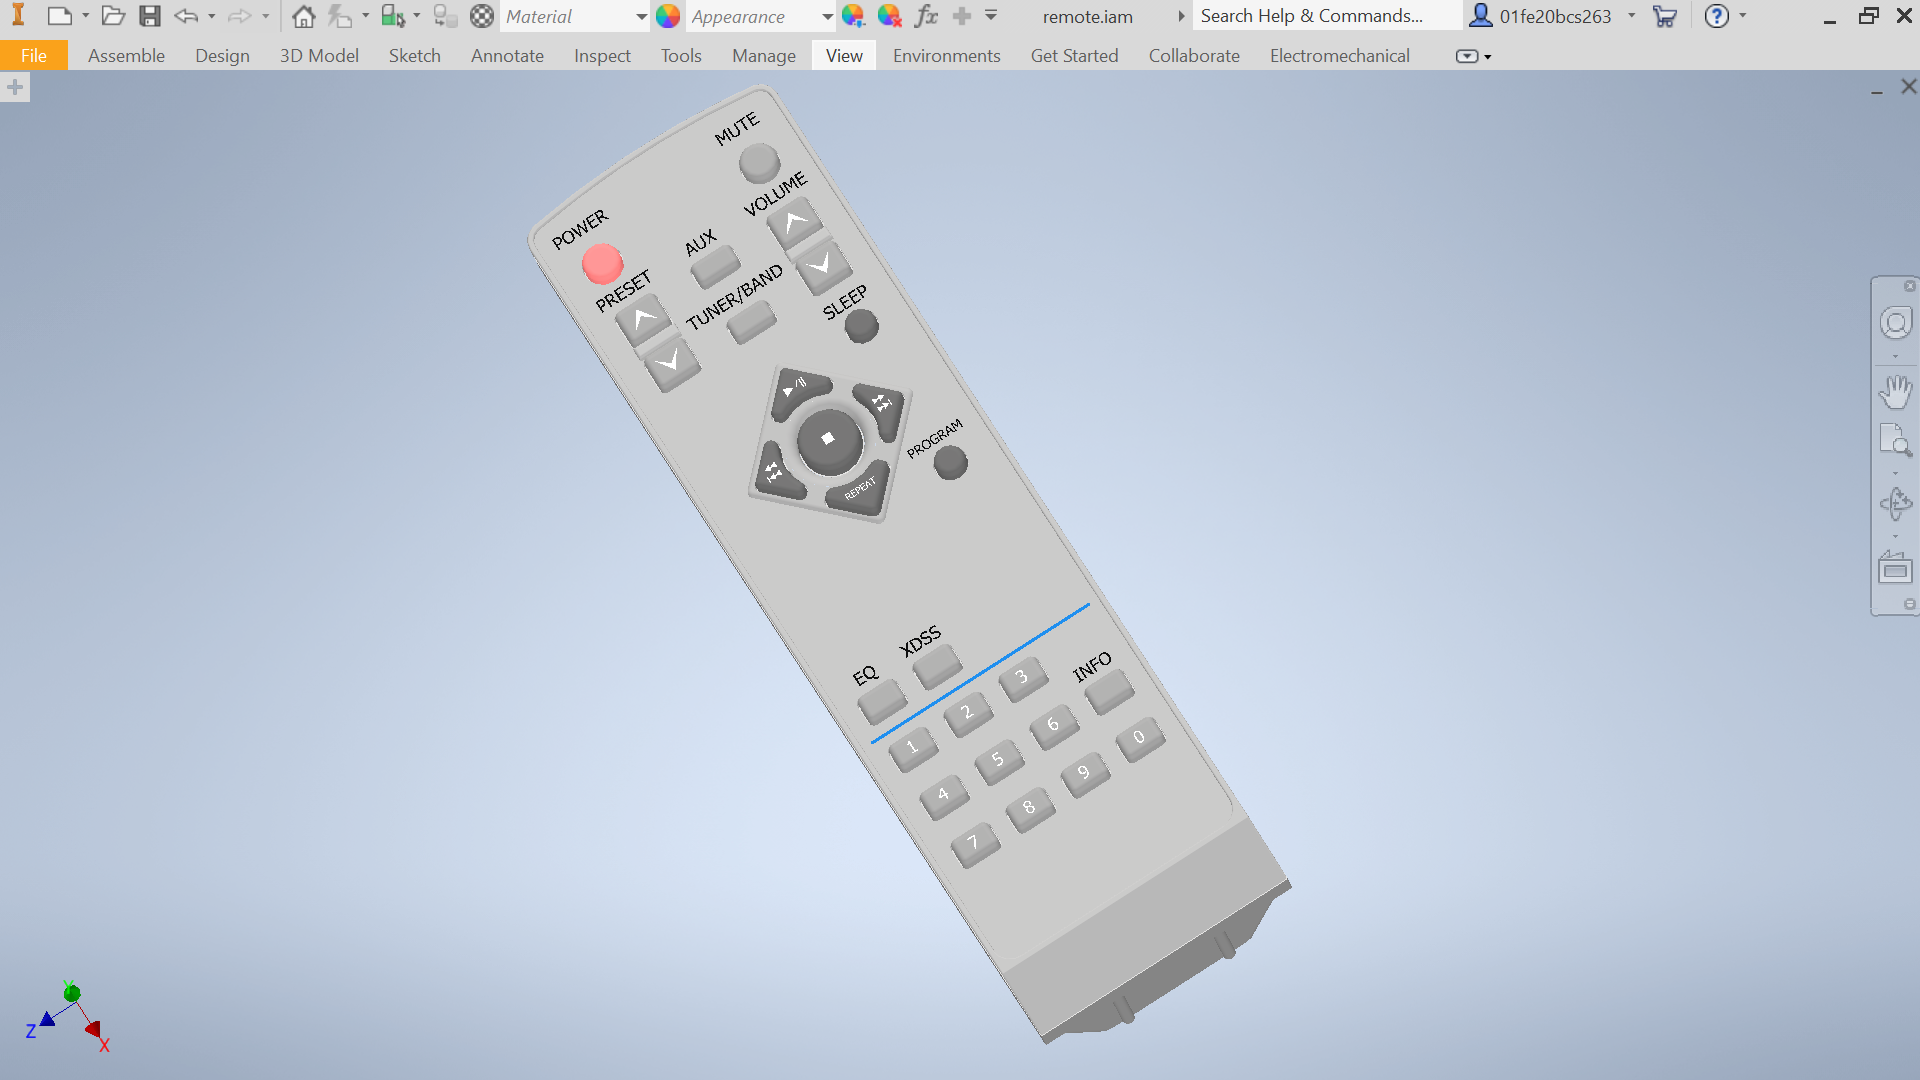 Material
Appearance
fx
remote.iam
Search Help & Commands...
01fe20bcs263
?
File
Assemble
Design
3D Model
Sketch
Annotate
Inspect
Tools
Manage
View
Environments
Get Started
Collaborate
Electromechanical
MUTE
VOLUME
POWER
AUX
PRESET
TUNER/BAND
SLEEP
PROGRAM
REPEAT
XDSS
EQ
INFO
1 2 3
4 5 6
7 8 9 0
Y
Z
X